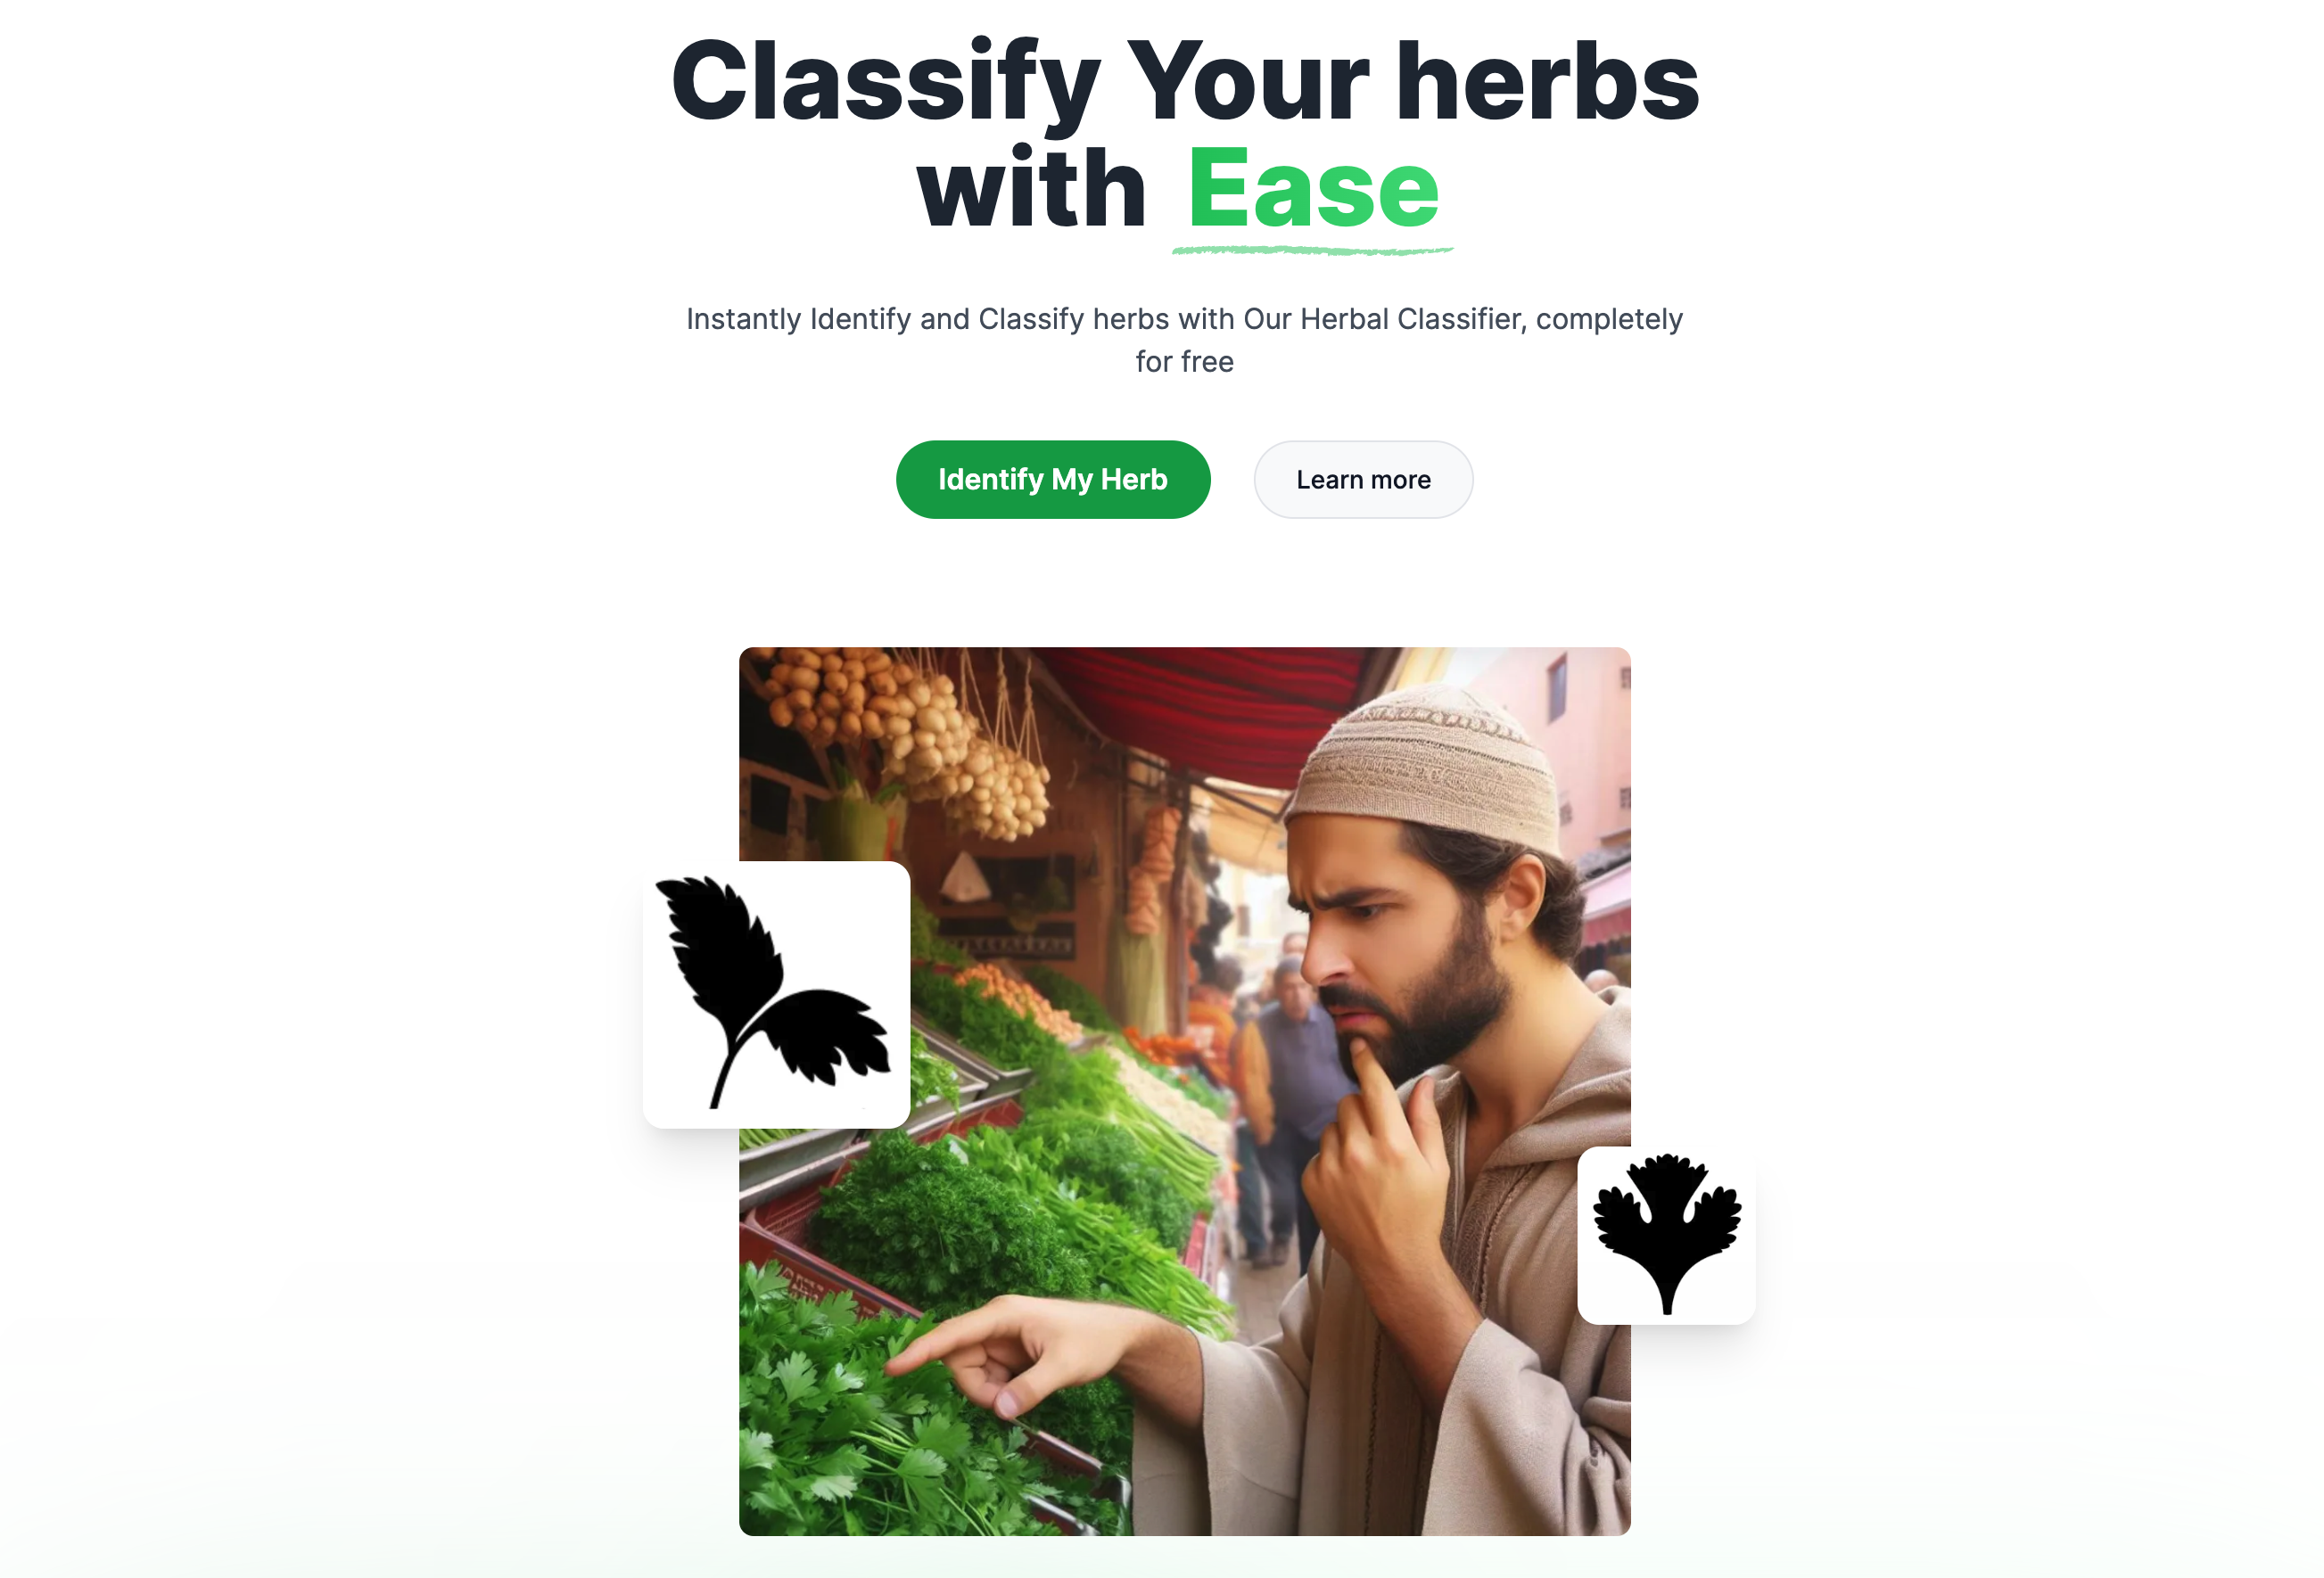 Classify Your herbs
with Ease
Instantly Identify and Classify herbs with Our Herbal Classifier, completely
for free
Identify My Herb
Learn more